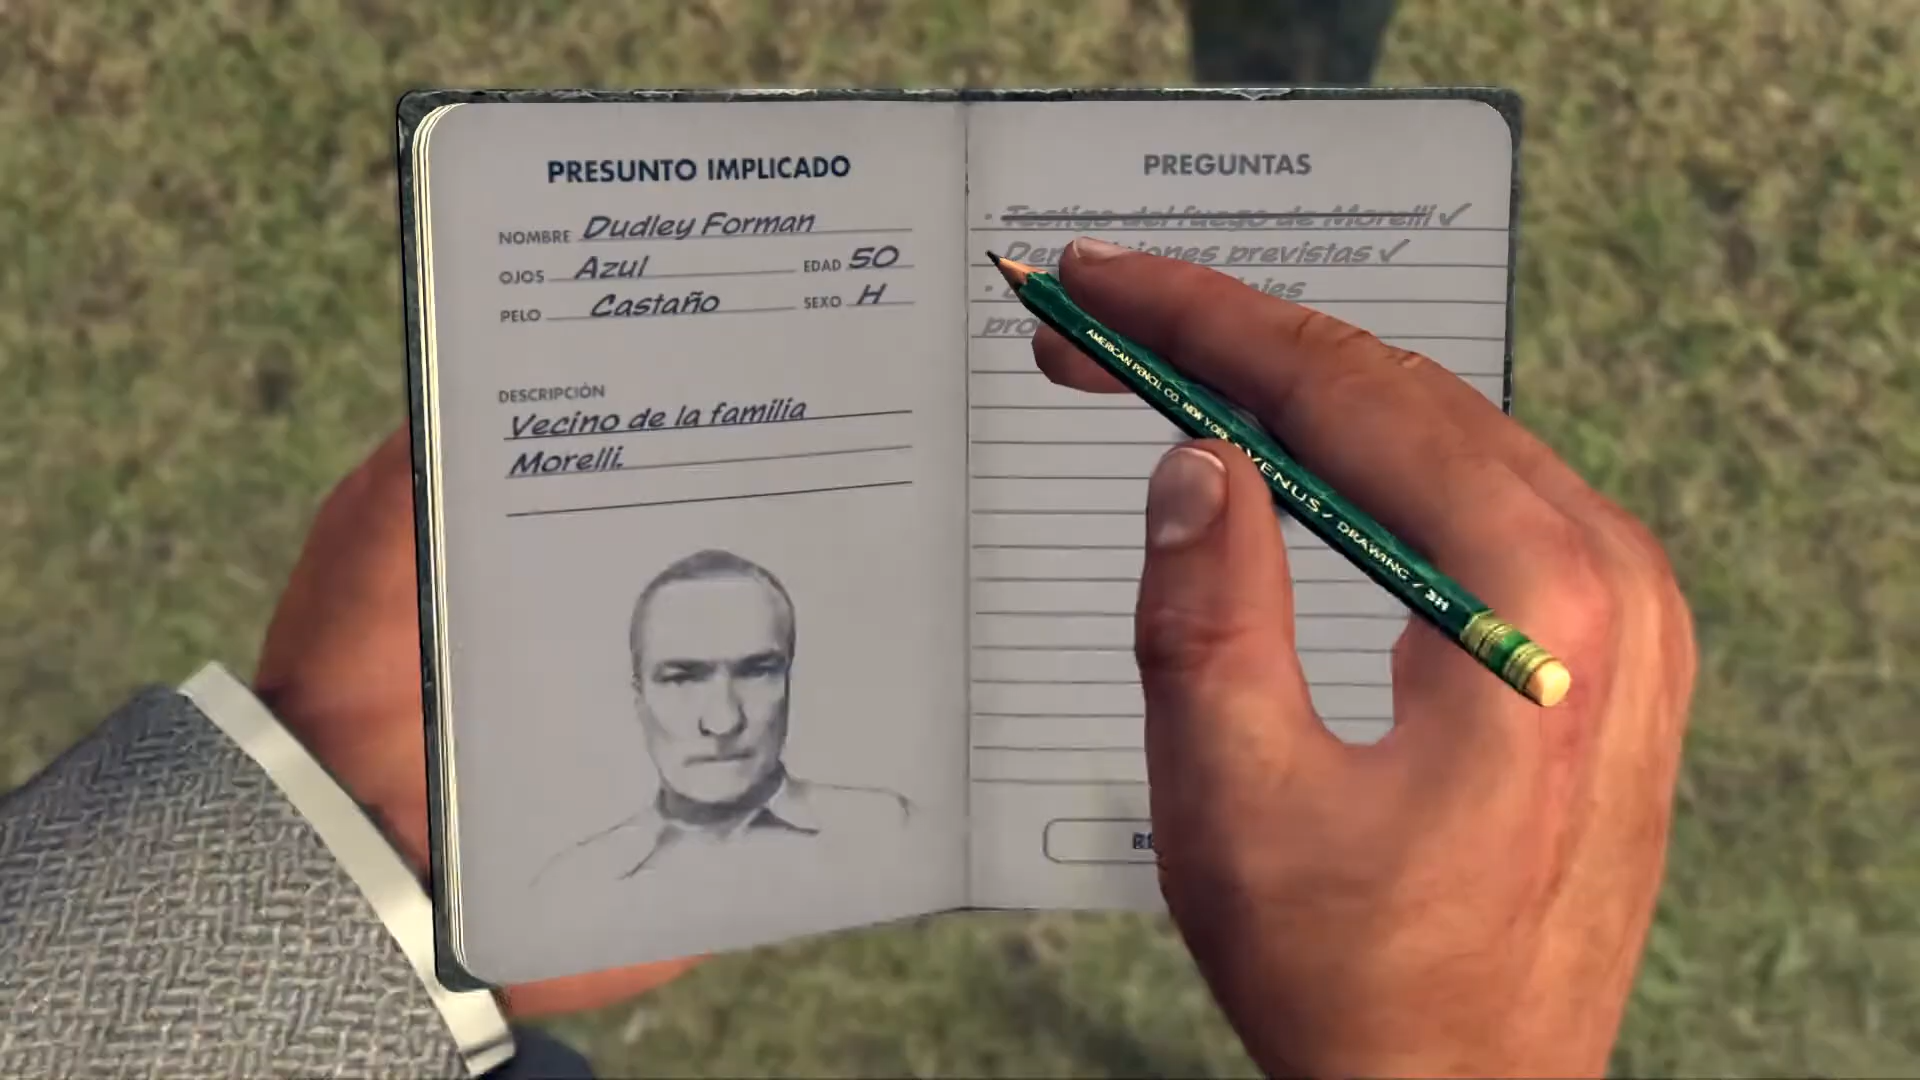 PRESUNTO IMPLICADO
NOMBRE Dudley Forman
OJOS Azul EDAD 50
PELO Castaño SEXO H
DESCRIPCIÓN
Vecino de la familia
Morelli.
PREGUNTAS
· Testigo del fuego de Morelli ✓
previstas ✓
AMERICAN PENCIL CO. NEW YORK VENUS / DRAWING / 3H